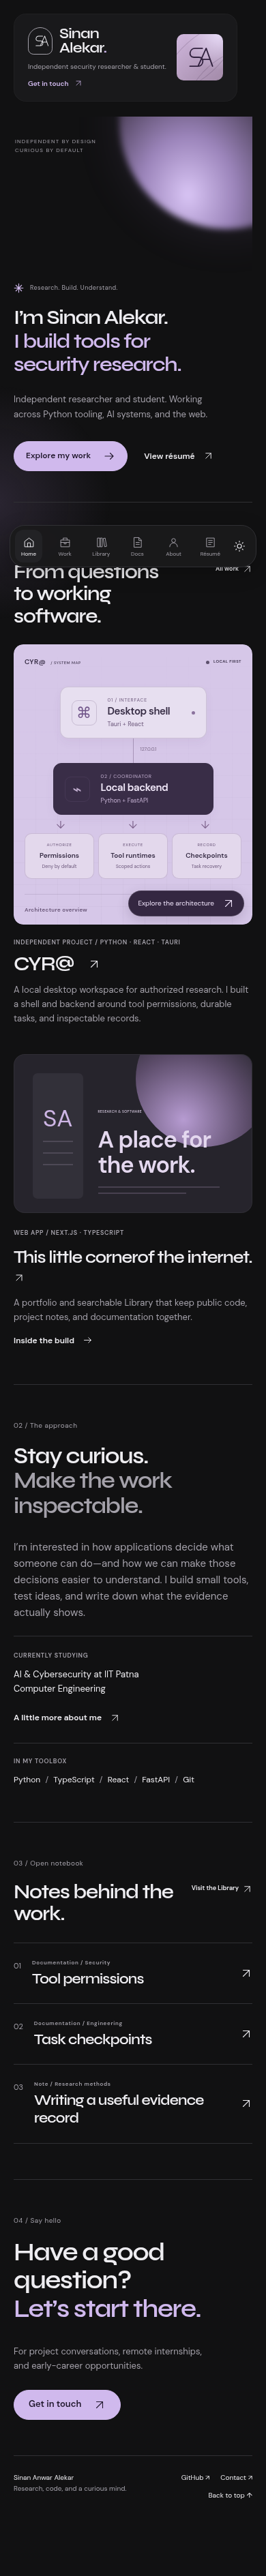 SA
Sinan
Alekar.
Independent security researcher & student.
Get in touch
SA
INDEPENDENT BY DESIGN
CURIOUS BY DEFAULT
Research. Build. Understand.
I'm Sinan Alekar.
I build tools for
security research.
Independent researcher and student. Working
across Python tooling, AI systems, and the web.
Explore my work
View résumé
Home
Work
Library
Docs
About
Résumé
From questions
All work
to working
software.
CYR@ / SYSTEM MAP
LOCAL FIRST
01 / INTERFACE
Desktop shell
Tauri + React
127.0.0.1
02 / COORDINATOR
Local backend
Python + FastAPI
AUTHORIZE
Permissions
Deny by default
EXECUTE
Tool runtimes
Scoped actions
RECORD
Checkpoints
Task recovery
Architecture overview
Explore the architecture
INDEPENDENT PROJECT / PYTHON · REACT · TAURI
CYR@
A local desktop workspace for authorized research. I built
a shell and backend around tool permissions, durable
tasks, and inspectable records.
SA
RESEARCH & SOFTWARE
A place for
the work.
WEB APP / NEXT.JS · TYPESCRIPT
This little cornerof the internet.
A portfolio and searchable Library that keep public code,
project notes, and documentation together.
Inside the build
02 / The approach
Stay curious.
Make the work
inspectable.
I'm interested in how applications decide what
someone can do—and how we can make those
decisions easier to understand. I build small tools,
test ideas, and write down what the evidence
actually shows.
CURRENTLY STUDYING
AI & Cybersecurity at IIT Patna
Computer Engineering
A little more about me
IN MY TOOLBOX
Python / TypeScript / React / FastAPI / Git
03 / Open notebook
Notes behind the
work.
Visit the Library
01
Documentation / Security
Tool permissions
02
Documentation / Engineering
Task checkpoints
03
Note / Research methods
Writing a useful evidence
record
04 / Say hello
Have a good
question?
Let's start there.
For project conversations, remote internships,
and early-career opportunities.
Get in touch
Sinan Anwar Alekar
Research, code, and a curious mind.
GitHub ↗
Contact ↗
Back to top ↑